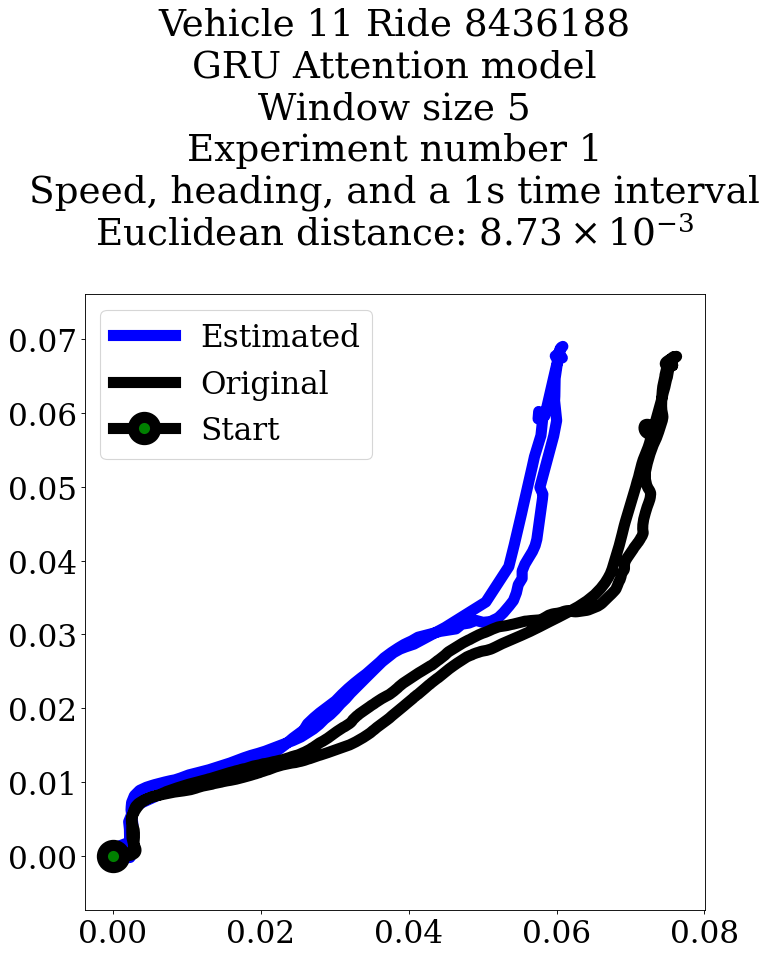 Vehicle 11 Ride 8436188
GRU Attention model
Window size 5
Experiment number 1
Speed, heading, and a 1s time interval
Euclidean distance: 8.73 × 10⁻³
Estimated
Original
Start
0.07
0.06
0.05
0.04
0.03
0.02
0.01
0.00
0.00 0.02 0.04 0.06 0.08